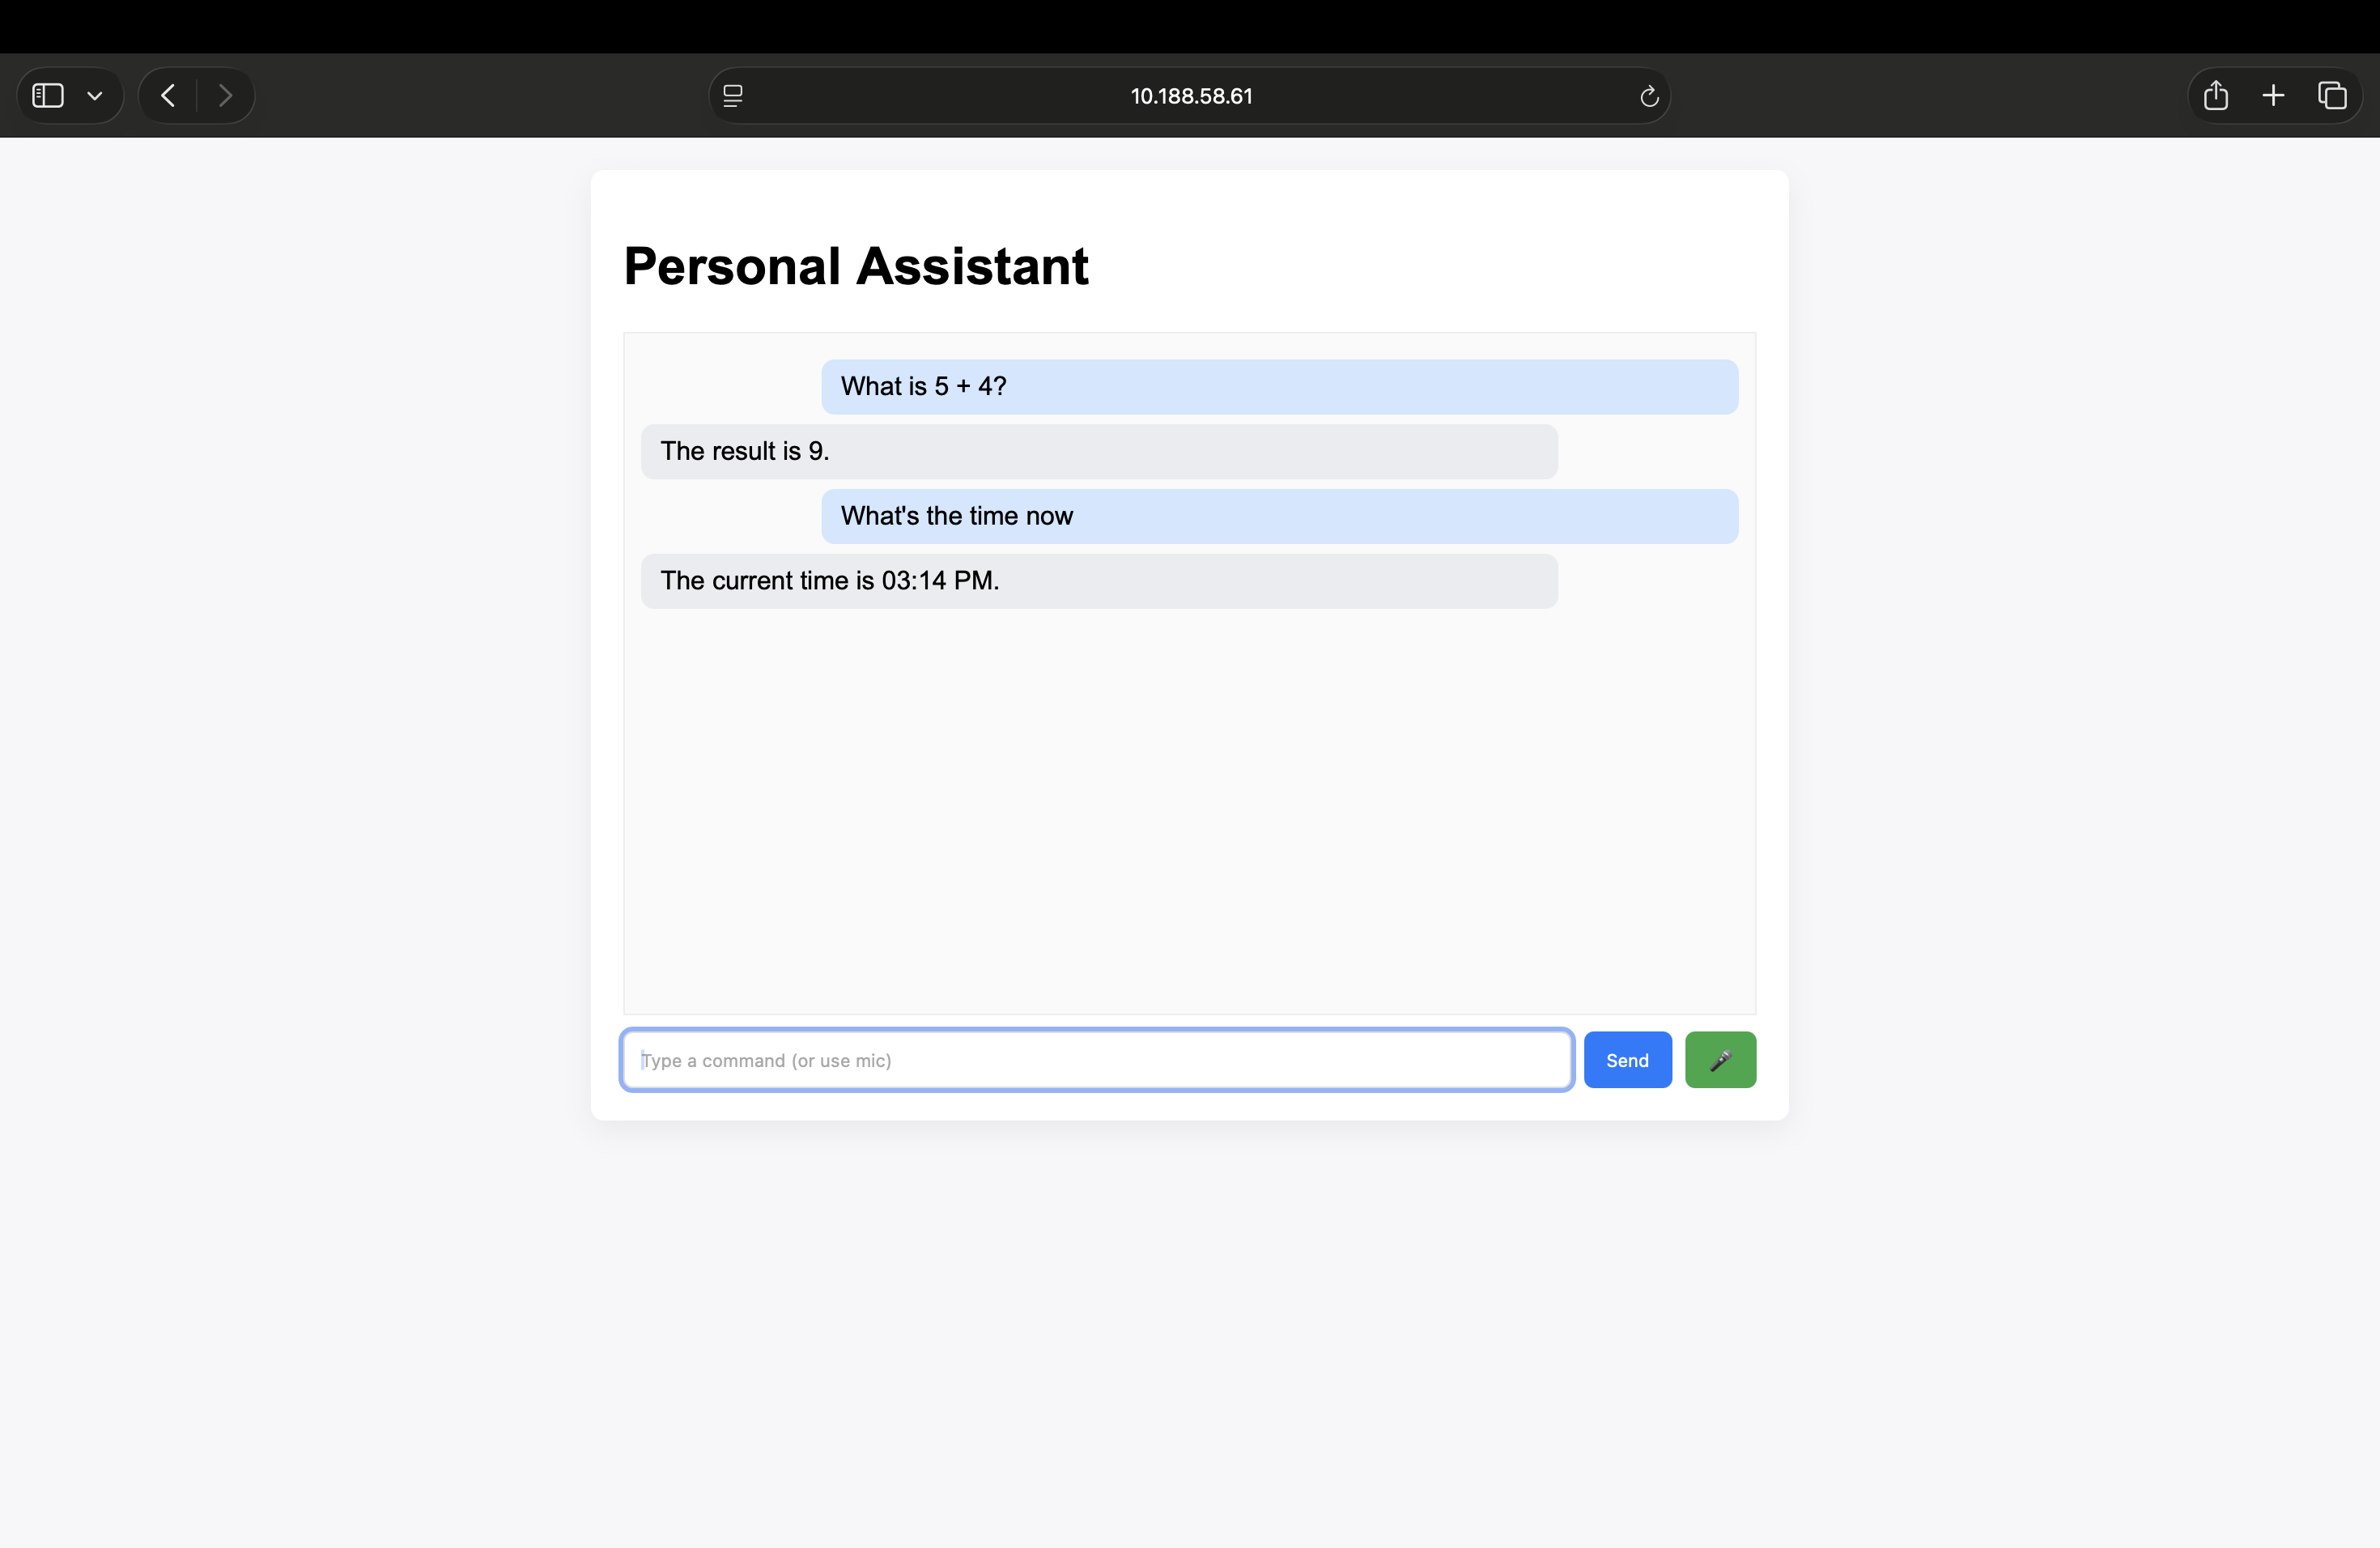 10.188.58.61
Personal Assistant
What is 5 + 4?
The result is 9.
What's the time now
The current time is 03:14 PM.
Type a command (or use mic)
Send